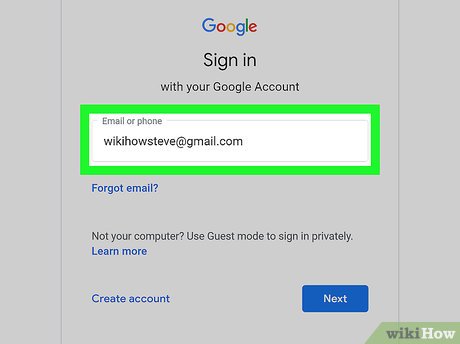 Google
Sign in
with your Google Account
Email or phone
wikihowsteve@gmail.com
Forgot email?
Not your computer? Use Guest mode to sign in privately.
Learn more
Create account
Next
wikiHow